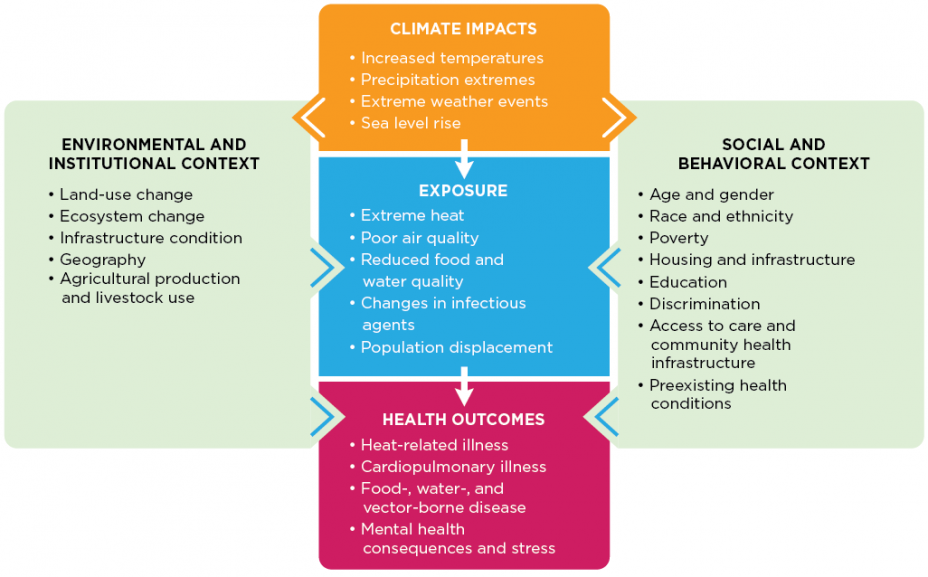 CLIMATE IMPACTS
• Increased temperatures
• Precipitation extremes
• Extreme weather events
• Sea level rise
ENVIRONMENTAL AND
INSTITUTIONAL CONTEXT
• Land-use change
• Ecosystem change
• Infrastructure condition
• Geography
• Agricultural production
and livestock use
EXPOSURE
• Extreme heat
• Poor air quality
• Reduced food and
water quality
• Changes in infectious
agents
• Population displacement
SOCIAL AND
BEHAVIORAL CONTEXT
• Age and gender
• Race and ethnicity
• Poverty
• Housing and infrastructure
• Education
• Discrimination
• Access to care and
community health
infrastructure
• Preexisting health
conditions
HEALTH OUTCOMES
• Heat-related illness
• Cardiopulmonary illness
• Food-, water-, and
vector-borne disease
• Mental health
consequences and stress